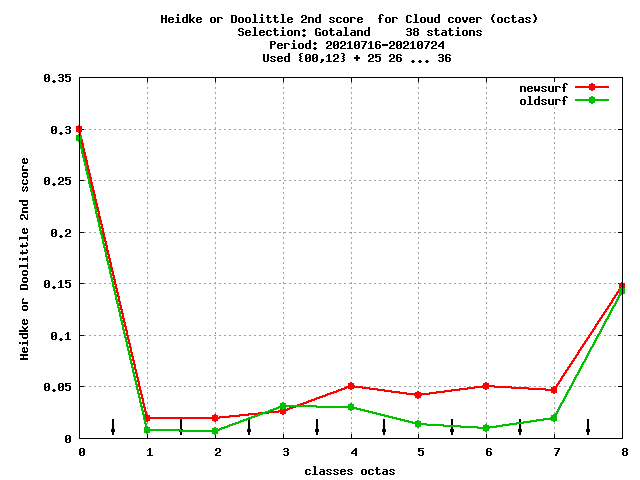 Heidke or Doolittle 2nd score  for Cloud cover (octas)
Selection: Gotaland     38 stations
Period: 20210716-20210724
Used {00,12} + 25 26 ... 36
newsurf
oldsurf
Heidke or Doolittle 2nd score
0.35
0.3
0.25
0.2
0.15
0.1
0.05
0
0 1 2 3 4 5 6 7 8
classes octas